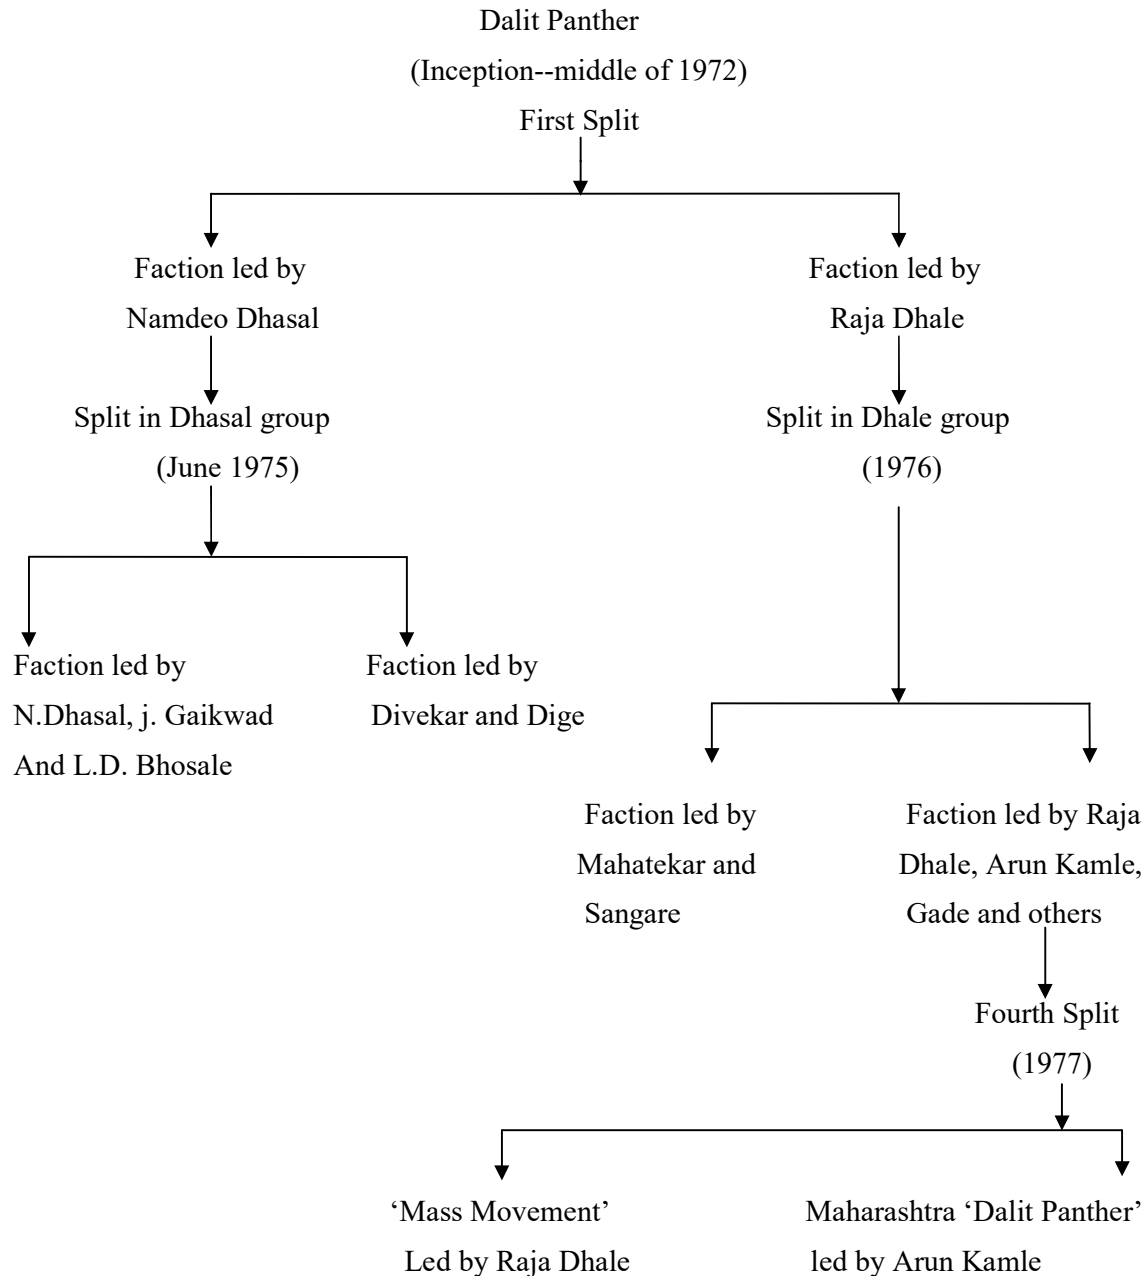 Dalit Panther
(Inception--middle of 1972)
First Split
Faction led by
Namdeo Dhasal
Faction led by
Raja Dhale
Split in Dhasal group
(June 1975)
Split in Dhale group
(1976)
Faction led by
N.Dhasal, j. Gaikwad
And L.D. Bhosale
Faction led by
Divekar and Dige
Faction led by
Mahatekar and
Sangare
Faction led by Raja
Dhale, Arun Kamle,
Gade and others
Fourth Split
(1977)
‘Mass Movement’
Led by Raja Dhale
Maharashtra ‘Dalit Panther’
led by Arun Kamle